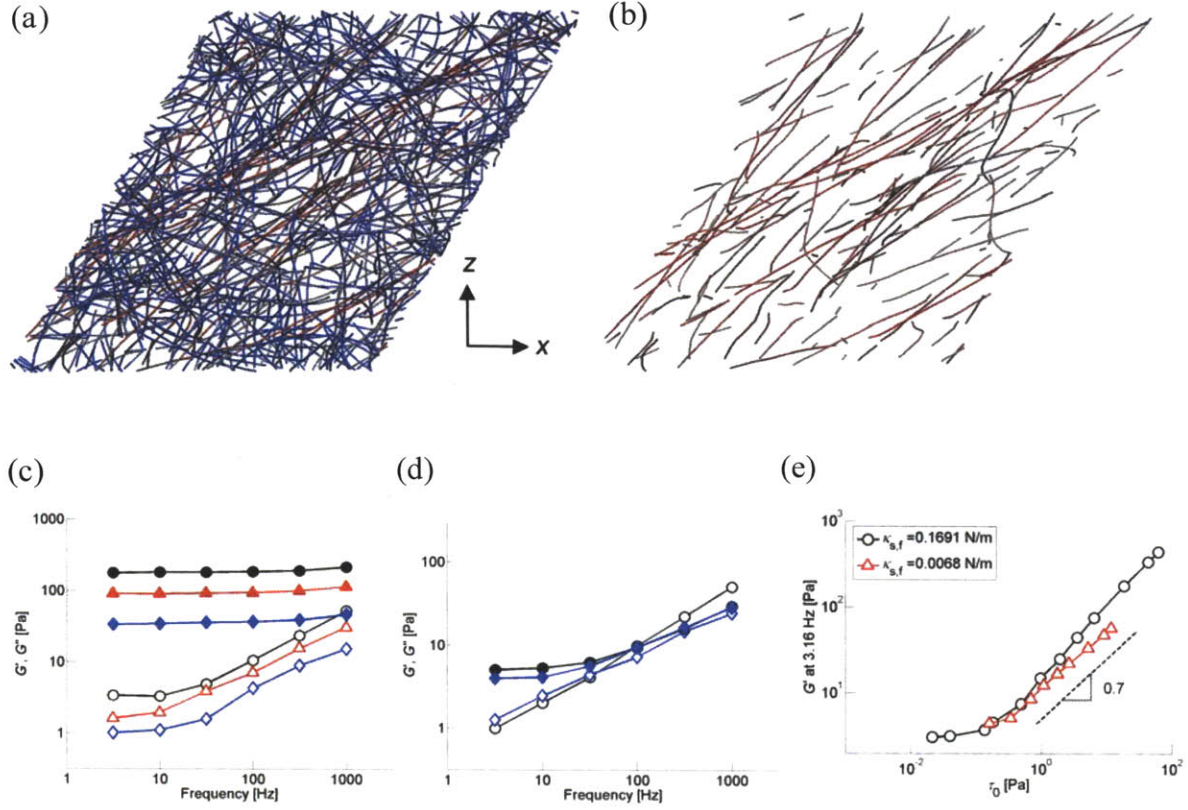 (a)
(b)
z
x
(c)
(d)
(e)
1000
100
10
1
G', G" [Pa]
1
10
100
1000
Frequency [Hz]
100
10
1
G', G" [Pa]
1
10
100
1000
Frequency [Hz]
10³
10²
10¹
G' at 3.16 Hz [Pa]
κs,f =0.1691 N/m
κs,f =0.0068 N/m
0.7
10⁻²
10⁰
10²
τ₀ [Pa]